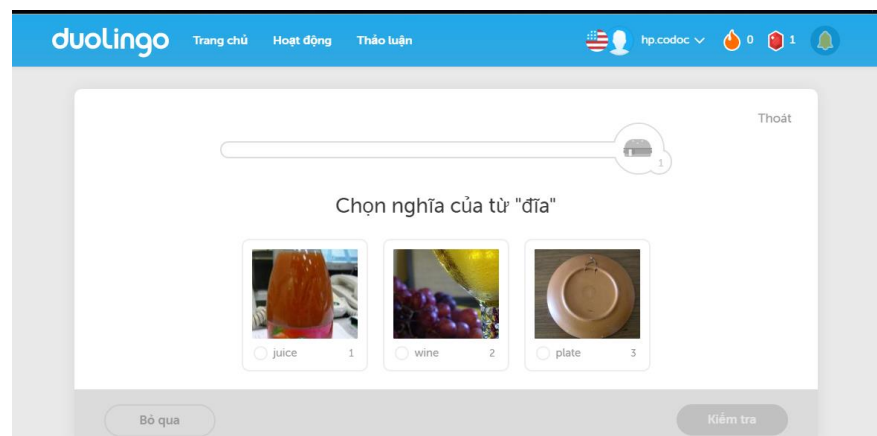 duolingo Trang chủ Hoạt động Thảo luận hp.codoc 0 1
Thoát
1
Chọn nghĩa của từ "đĩa"
juice 1 wine 2 plate 3
Bỏ qua Kiểm tra